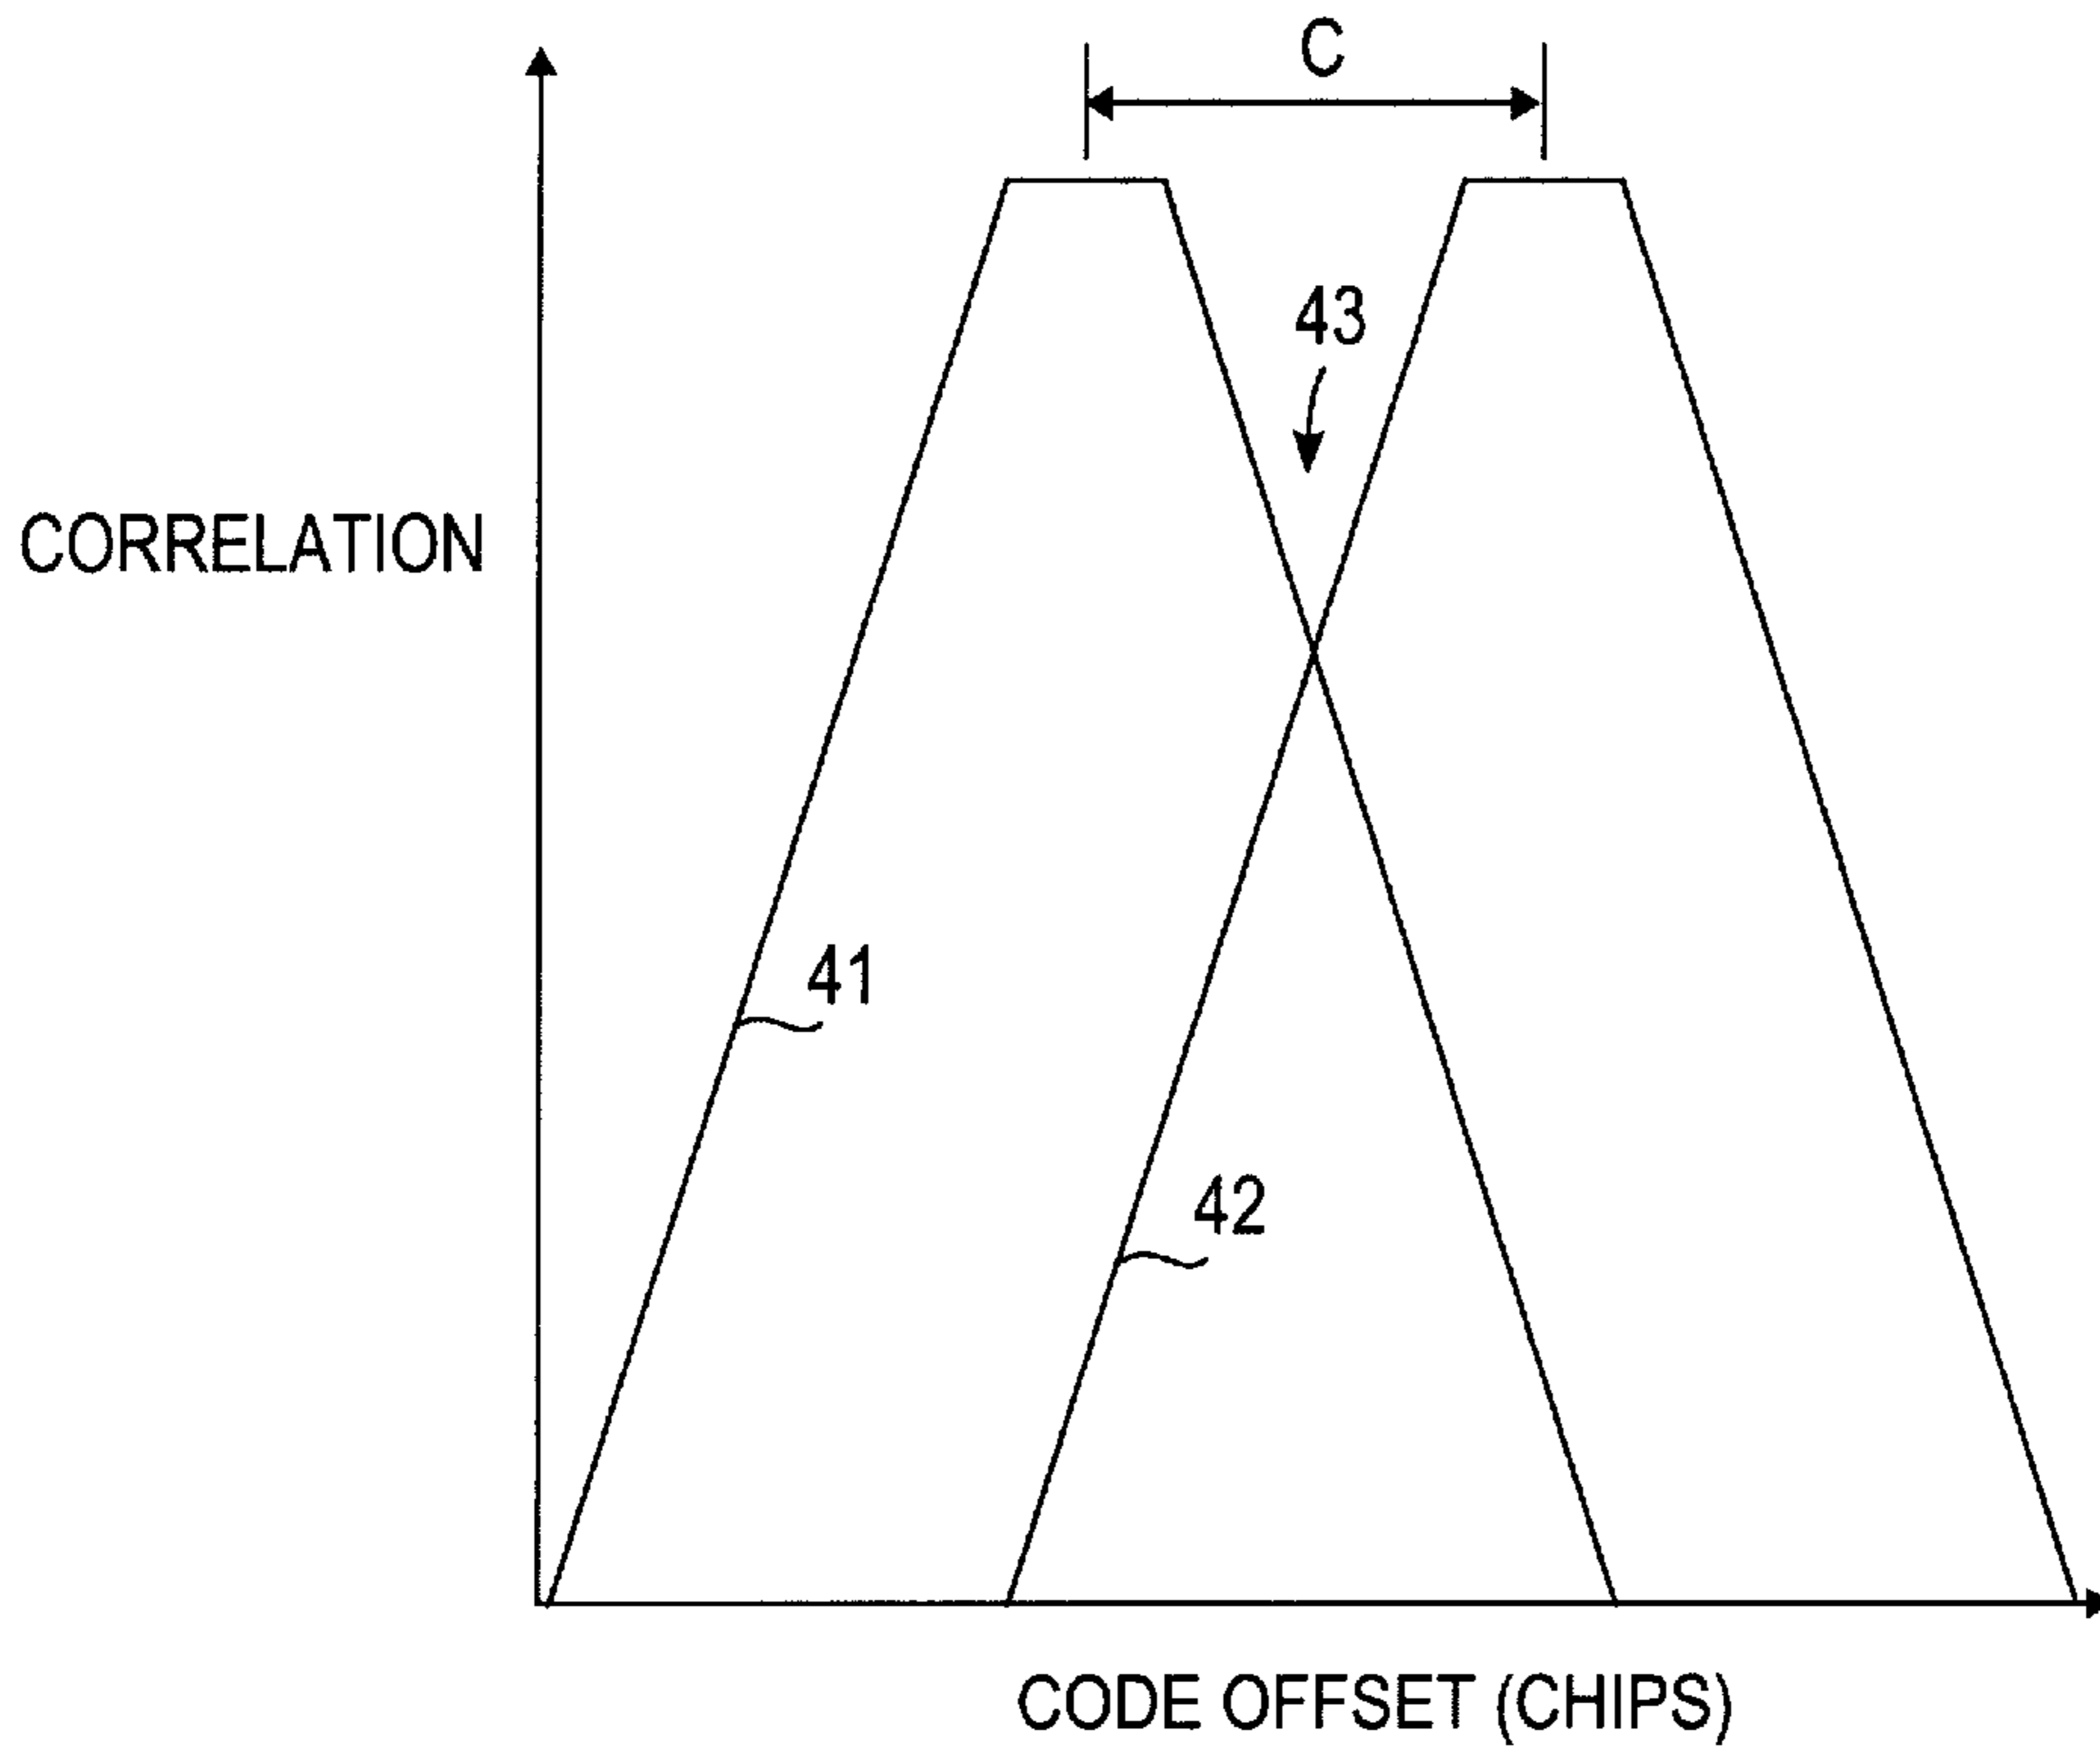 C
43
CORRELATION
41
42
CODE OFFSET (CHIPS)